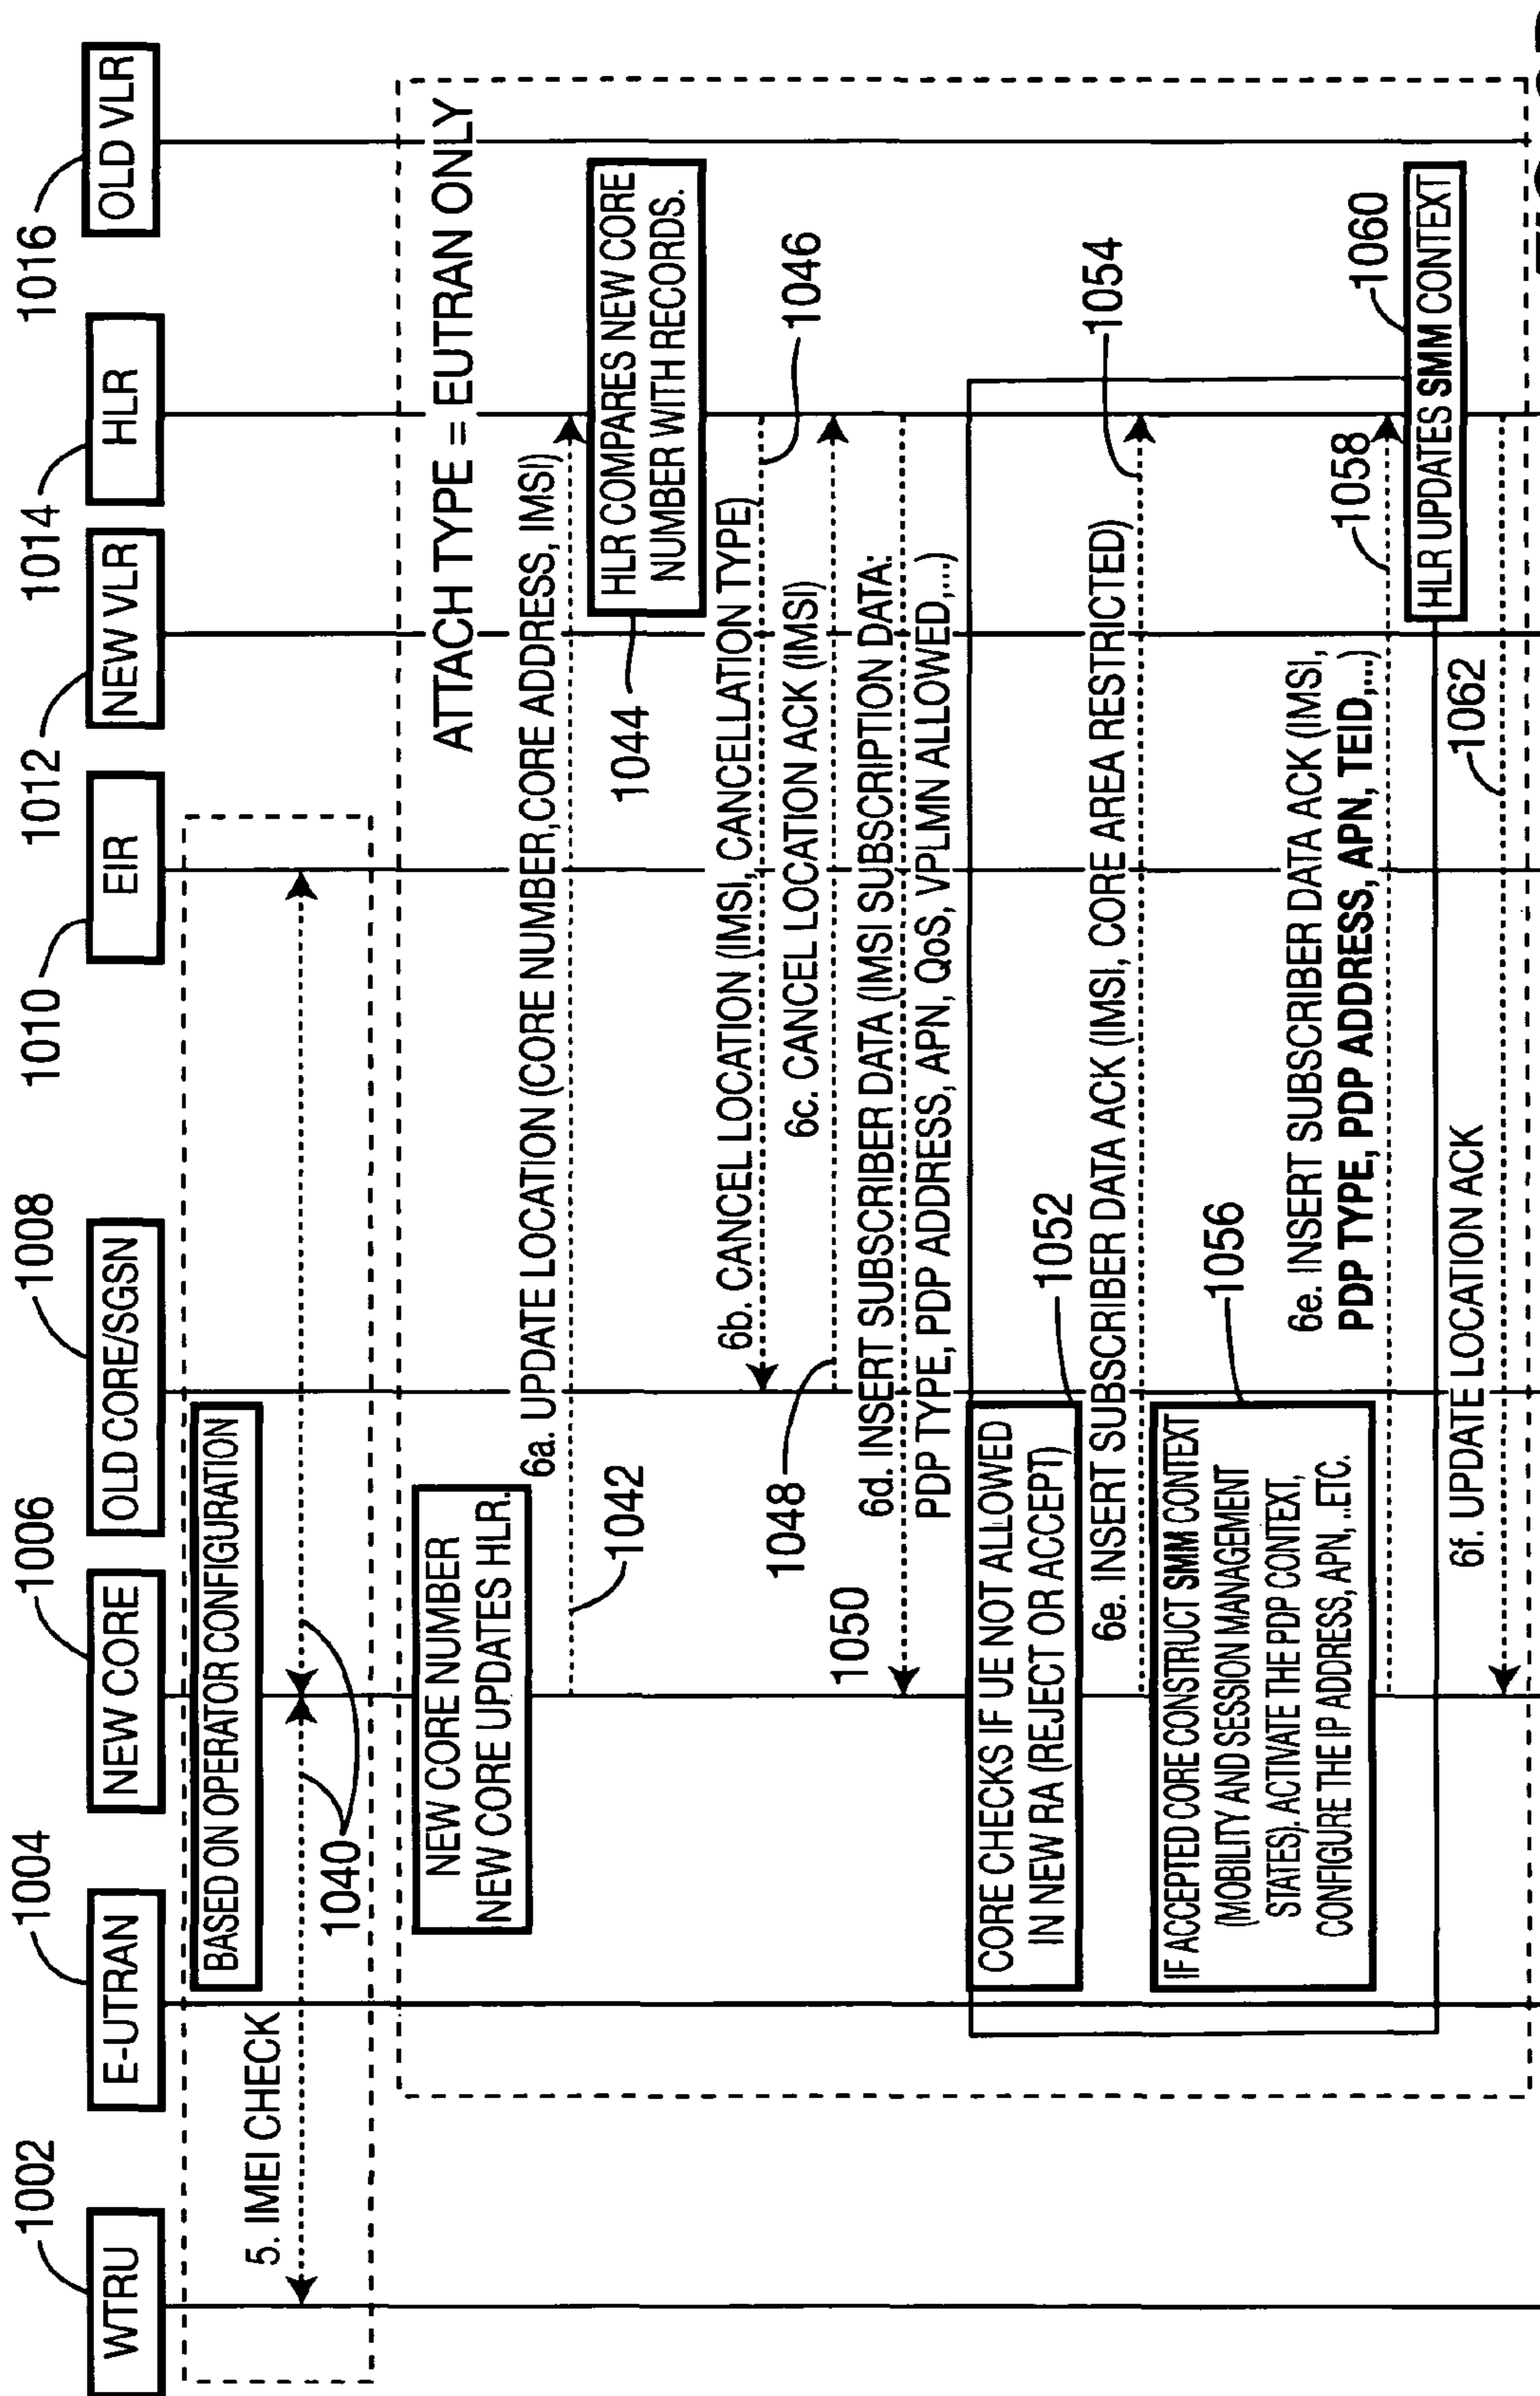 1002
1004
1006
1008
1010
1012
1014
1016
WTRU
E-UTRAN
NEW CORE
OLD CORE/SGSN
EIR
NEW VLR
HLR
OLD VLR
BASED ON OPERATOR CONFIGURATION
5. IMEI CHECK
1040
ATTACH TYPE = EUTRAN ONLY
NEW CORE NUMBER
NEW CORE UPDATES HLR.
6a. UPDATE LOCATION (CORE NUMBER,CORE ADDRESS, IMSI)
1042
HLR COMPARES NEW CORE
NUMBER WITH RECORDS.
1044
6b. CANCEL LOCATION (IMSI, CANCELLATION TYPE)
1046
6c. CANCEL LOCATION ACK (IMSI)
1048
6d. INSERT SUBSCRIBER DATA (IMSI SUBSCRIPTION DATA:
PDP TYPE, PDP ADDRESS, APN, QoS, VPLMN ALLOWED,...)
1050
CORE CHECKS IF UE NOT ALLOWED
IN NEW RA (REJECT OR ACCEPT)
1052
6e. INSERT SUBSCRIBER DATA ACK (IMSI, CORE AREA RESTRICTED)
1054
IF ACCEPTED CORE CONSTRUCT SMM CONTEXT
(MOBILITY AND SESSION MANAGEMENT
STATES). ACTIVATE THE PDP CONTEXT,
CONFIGURE THE IP ADDRESS, APN, ..ETC.
1056
6e. INSERT SUBSCRIBER DATA ACK (IMSI,
PDP TYPE, PDP ADDRESS, APN, TEID,...)
1058
HLR UPDATES SMM CONTEXT
1060
6f. UPDATE LOCATION ACK
1062